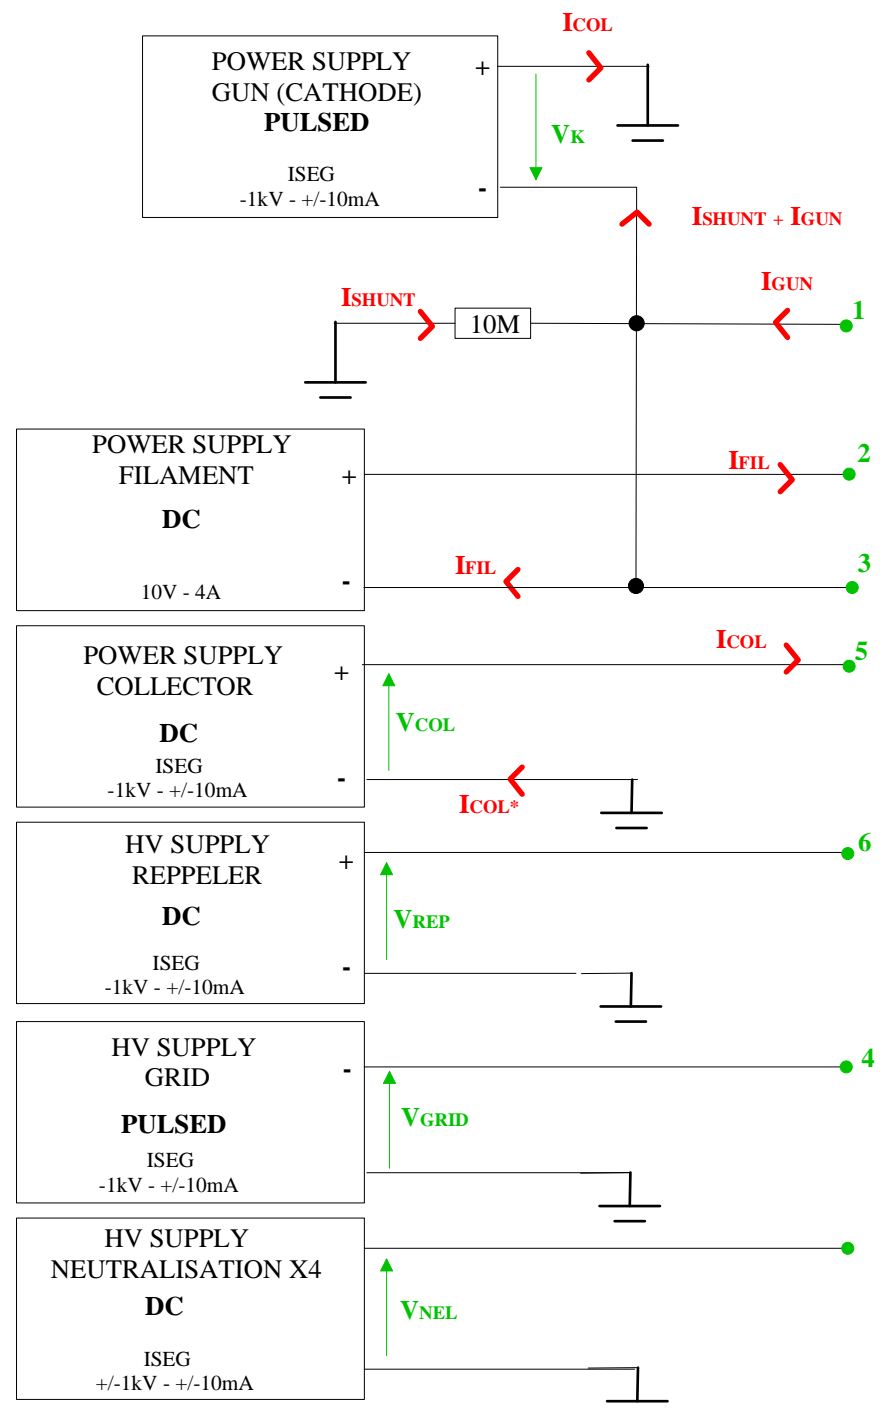 ICOL
POWER SUPPLY
GUN (CATHODE)
PULSED
ISEG
-1kV - +/-10mA
+
-
VK
ISHUNT + IGUN
IGUN
1
ISHUNT
10M
POWER SUPPLY
FILAMENT
DC
10V - 4A
+
-
IFIL
2
IFIL
3
POWER SUPPLY
COLLECTOR
DC
ISEG
-1kV - +/-10mA
+
-
ICOL
5
VCOL
ICOL*
HV SUPPLY
REPPELER
DC
ISEG
-1kV - +/-10mA
+
-
6
VREP
HV SUPPLY
GRID
PULSED
ISEG
-1kV - +/-10mA
-
4
VGRID
HV SUPPLY
NEUTRALISATION X4
DC
ISEG
+/-1kV - +/-10mA
VNEL